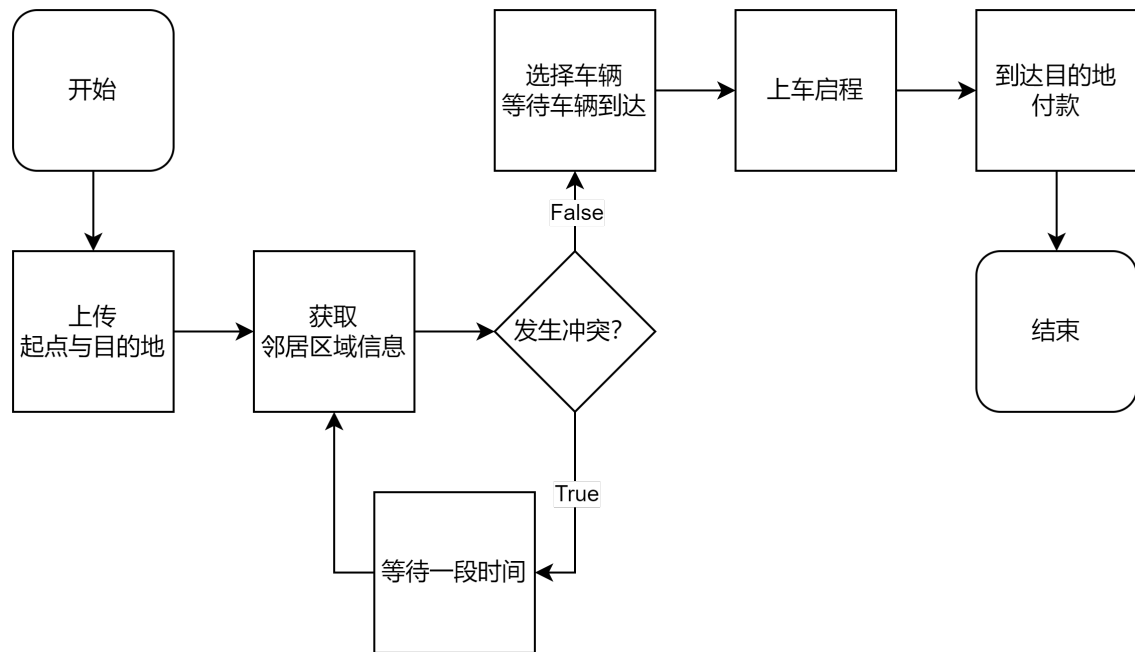 开始
上传
起点与目的地
获取
邻居区域信息
发生冲突?
False
选择车辆
等待车辆到达
上车启程
到达目的地
付款
结束
True
等待一段时间